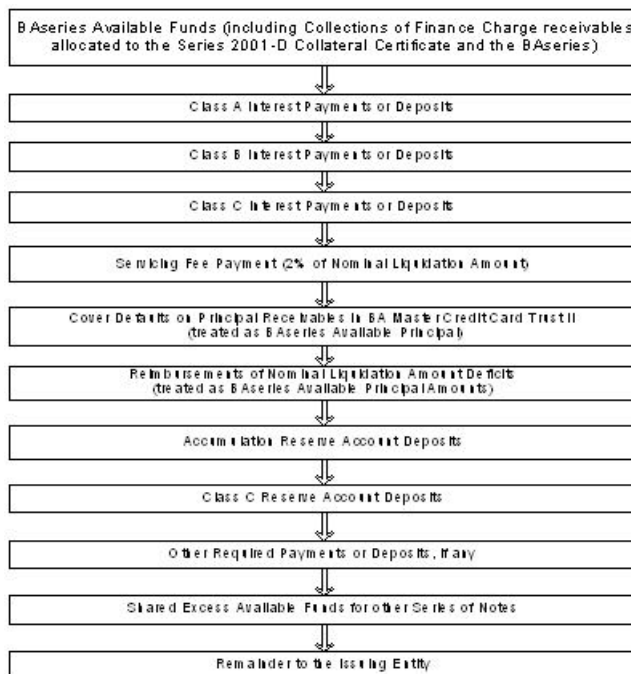 BAseries Available Funds (including Collections of Finance Charge receivables
allocated to the Series 2001-D Collateral Certificate and the BAseries)
Class A Interest Payments or Deposits
Class B Interest Payments or Deposits
Class C Interest Payments or Deposits
Servicing Fee Payment (2% of Nominal Liquidation Amount)
Cover Defaults on Principal Receivables in BA Master Credit Card Trust II
(treated as BAseries Available Principal)
Reimbursements of Nominal Liquidation Amount Deficits
(treated as BAseries Available Principal Amounts)
Accumulation Reserve Account Deposits
Class C Reserve Account Deposits
Other Required Payments or Deposits, if any
Shared Excess Available Funds for other Series of Notes
Remainder to the Issuing Entity